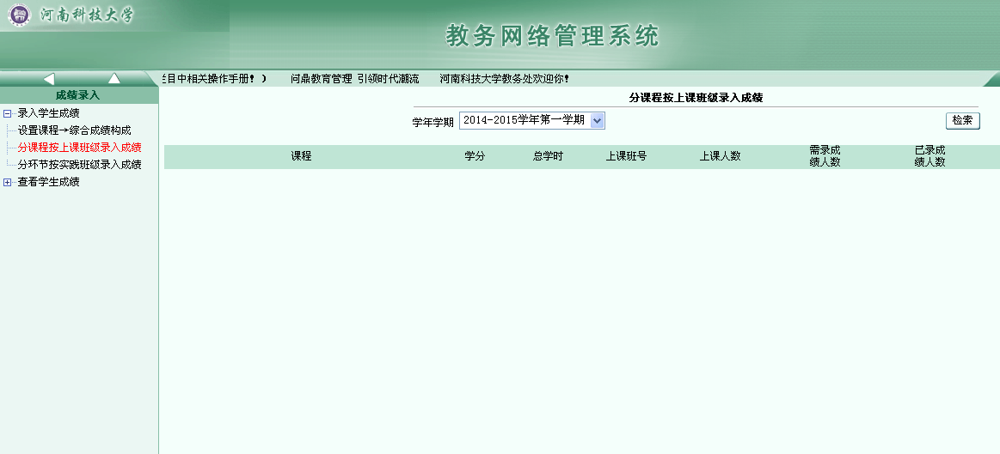 河南科技大学
教务网络管理系统
栏目中相关操作手册！）　问鼎教育管理 引领时代潮流　河南科技大学教务处欢迎你！
成绩录入
录入学生成绩
设置课程→综合成绩构成
分课程按上课班级录入成绩
分环节按实践班级录入成绩
查看学生成绩
分课程按上课班级录入成绩
学年学期 2014-2015学年第一学期 检索
课程 学分 总学时 上课班号 上课人数 需录成绩人数 已录成绩人数